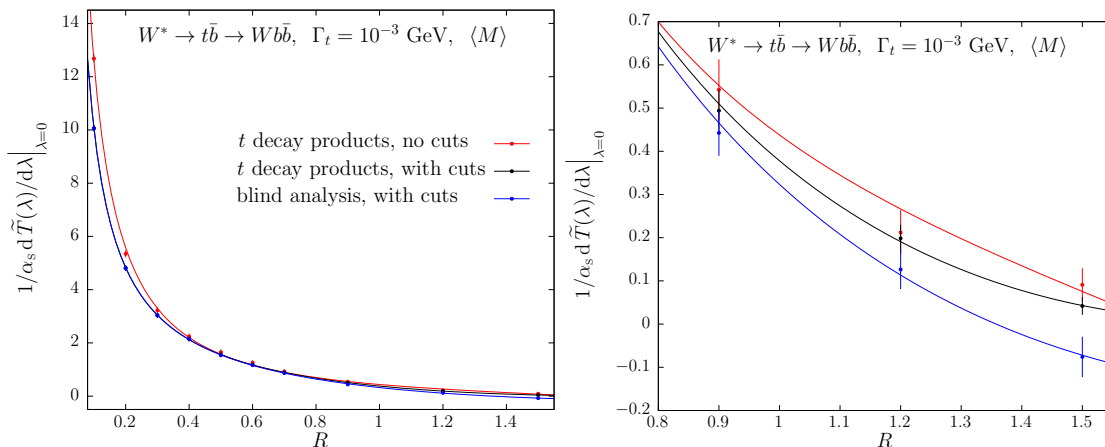 W* → tb̄ → Wbb̄, Γt = 10⁻³ GeV, ⟨M⟩
t decay products, no cuts
t decay products, with cuts
blind analysis, with cuts
1/αs d T̃(λ)/dλ|λ=0
14
12
10
8
6
4
2
0
0.2 0.4 0.6 0.8 1 1.2 1.4
R
W* → tb̄ → Wbb̄, Γt = 10⁻³ GeV, ⟨M⟩
1/αs d T̃(λ)/dλ|λ=0
0.7
0.6
0.5
0.4
0.3
0.2
0.1
0
−0.1
−0.2
0.8 0.9 1 1.1 1.2 1.3 1.4 1.5
R